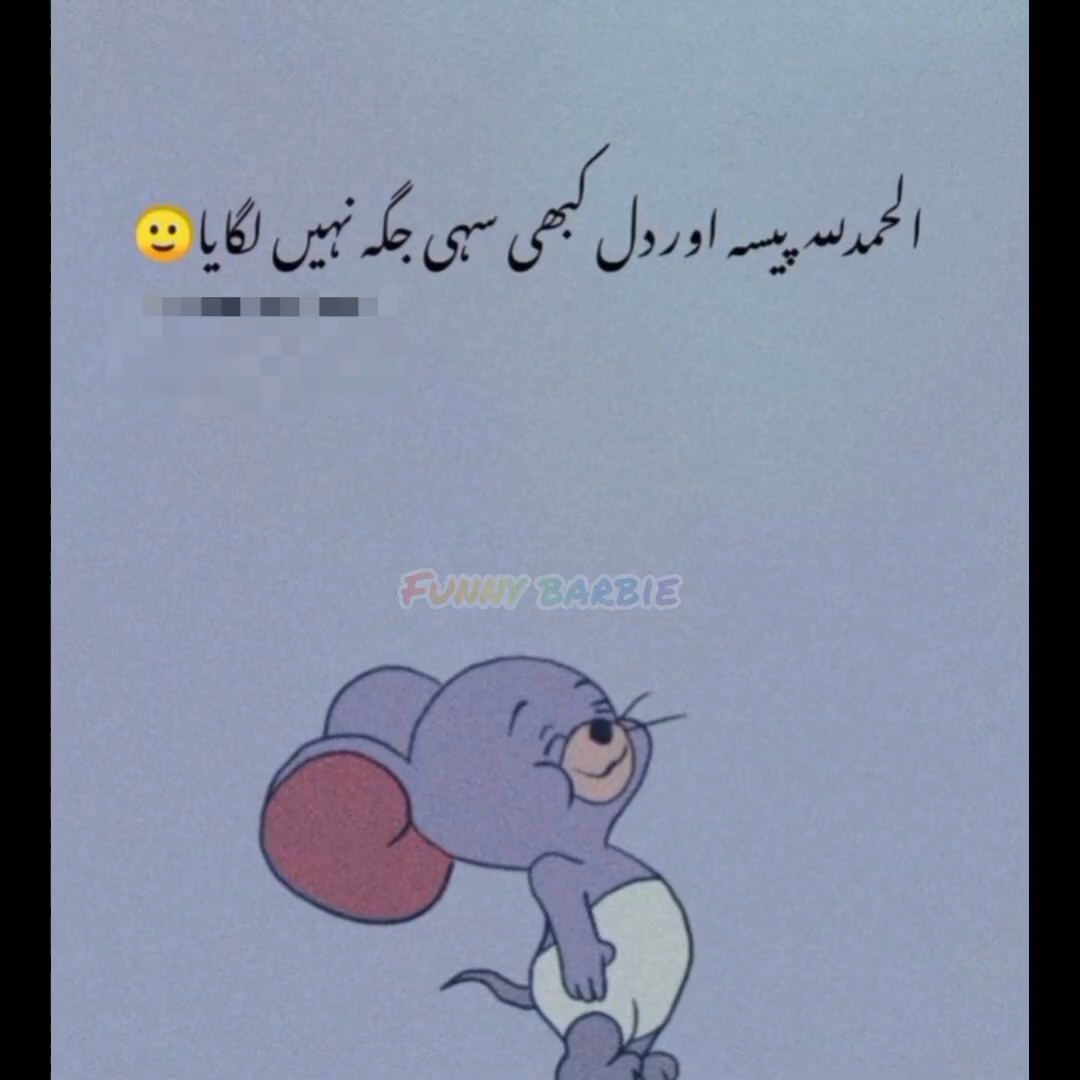 الحمدللہ پیسہ اور دل کبھی سہی جگہ نہیں لگایا🙂
FUNNY BARBIE